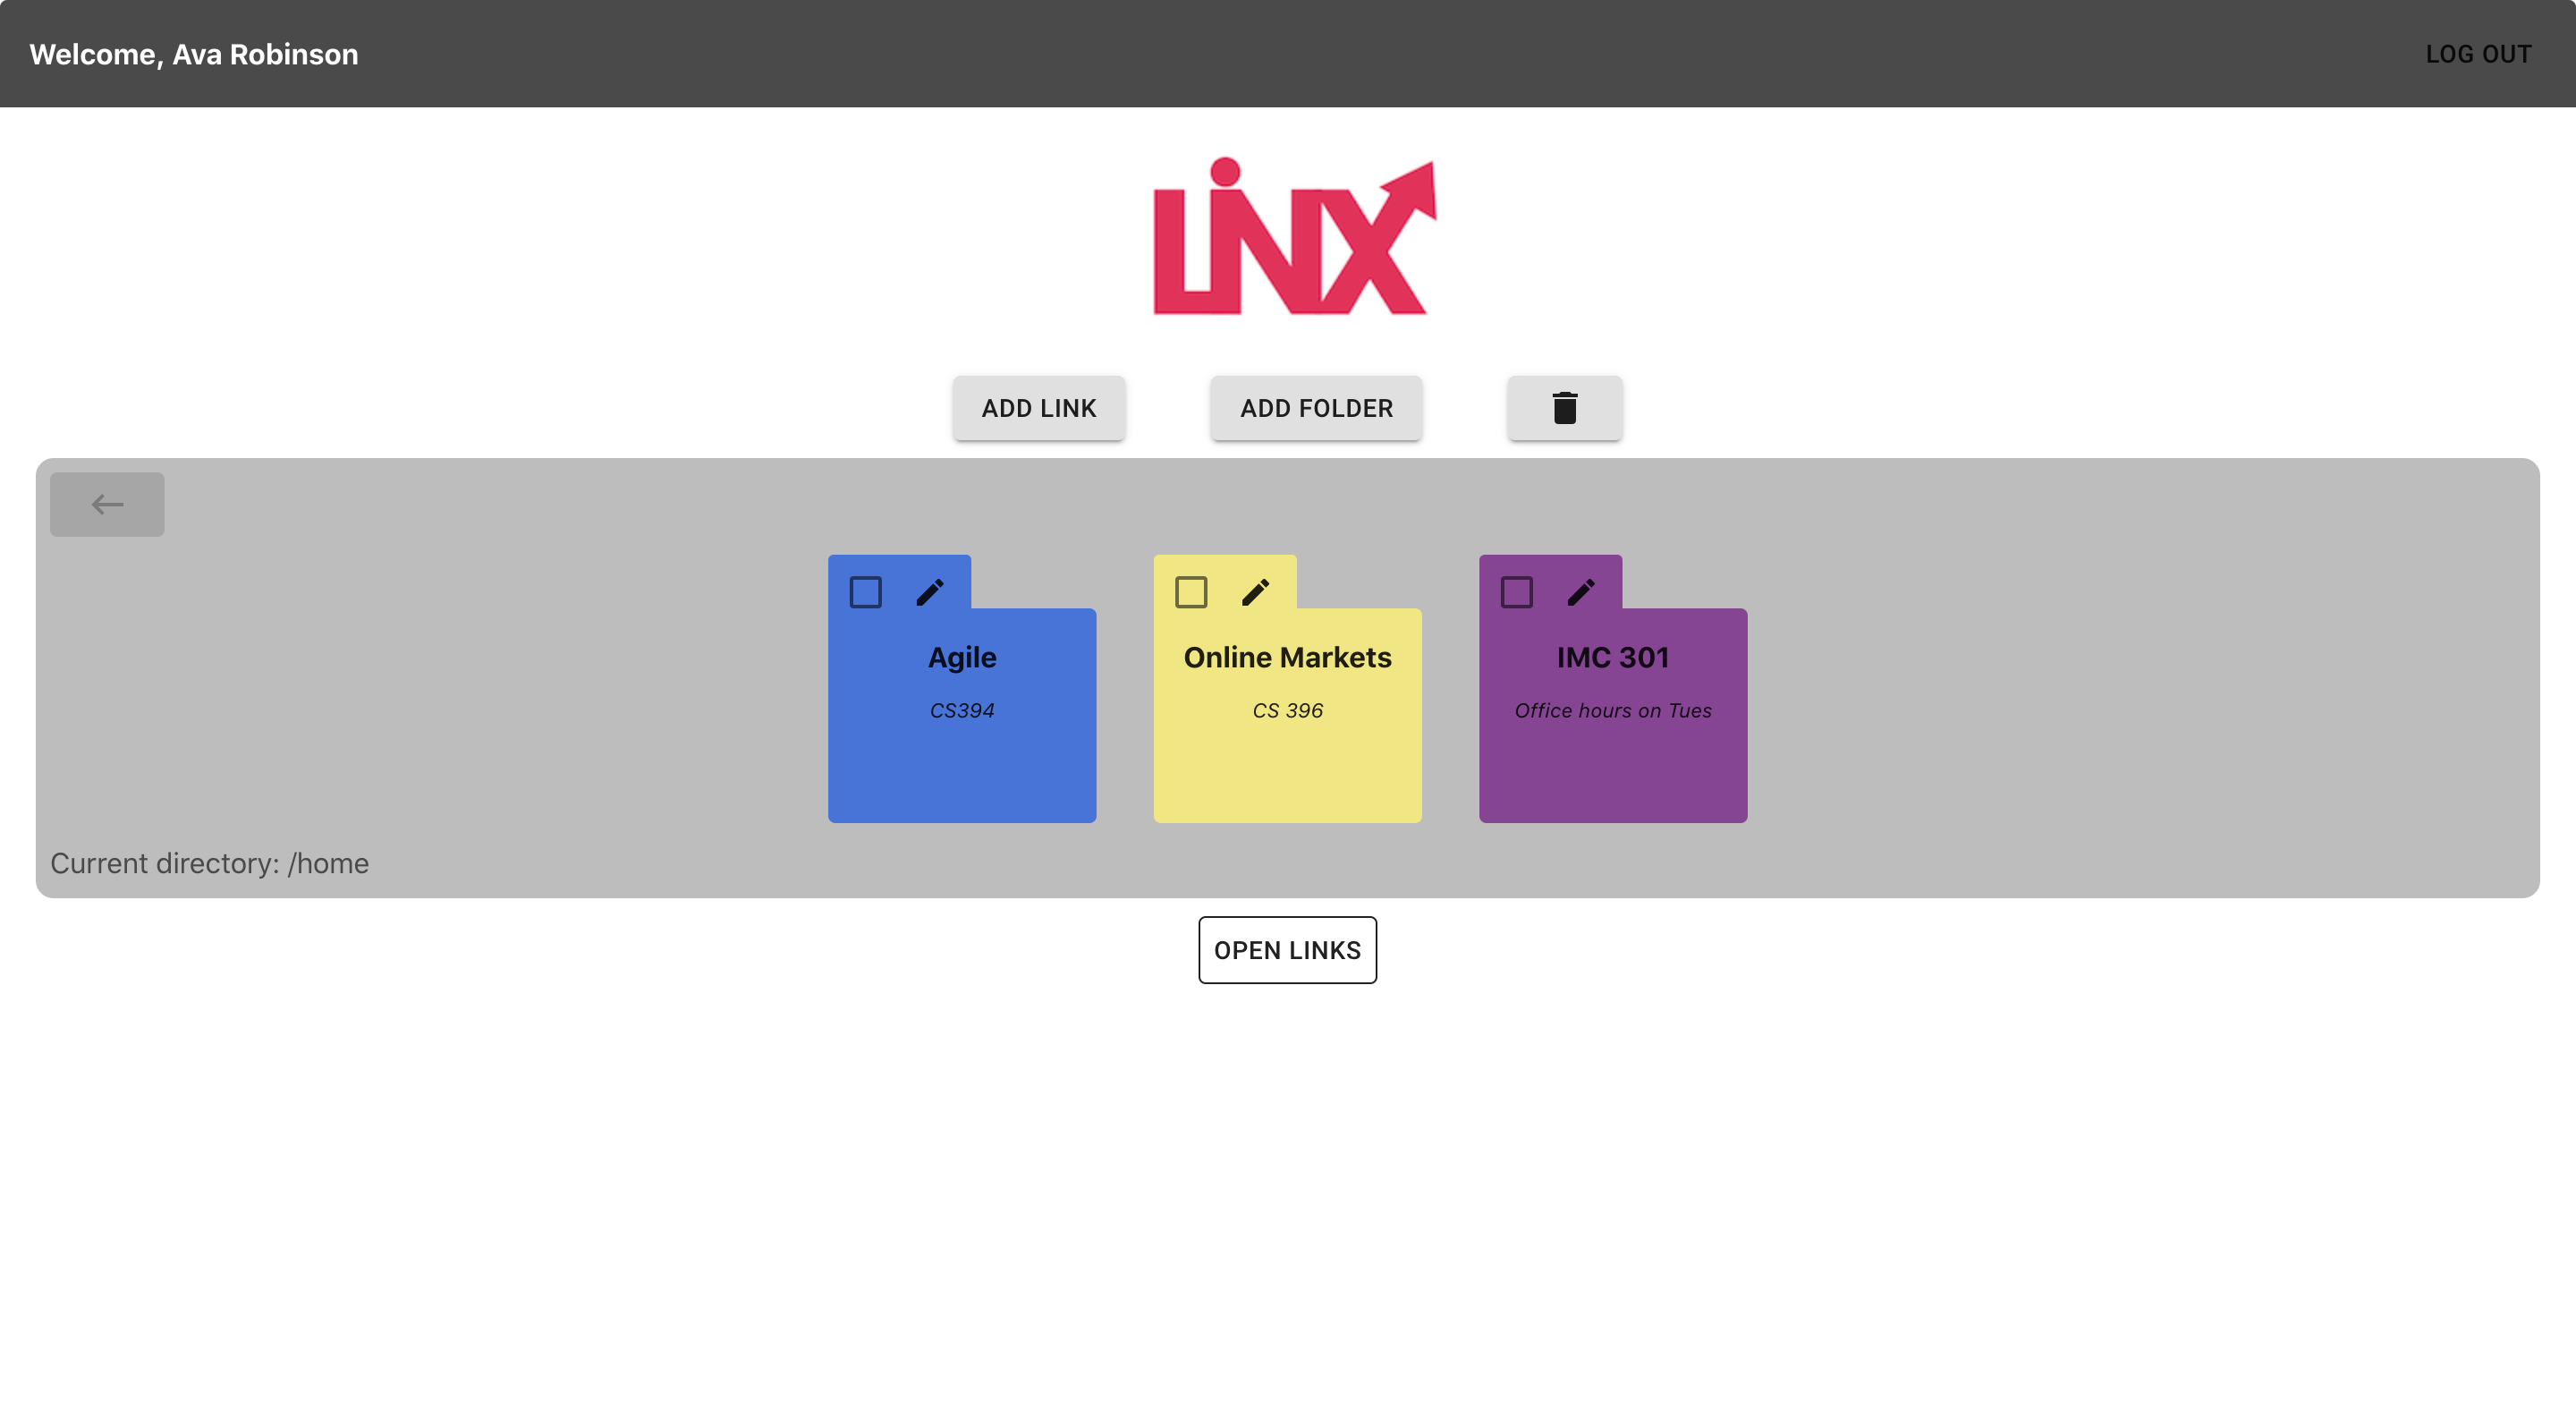 Welcome, Ava Robinson
LOG OUT
LiNX
ADD LINK
ADD FOLDER
Agile
CS394
Online Markets
CS 396
IMC 301
Office hours on Tues
Current directory: /home
OPEN LINKS